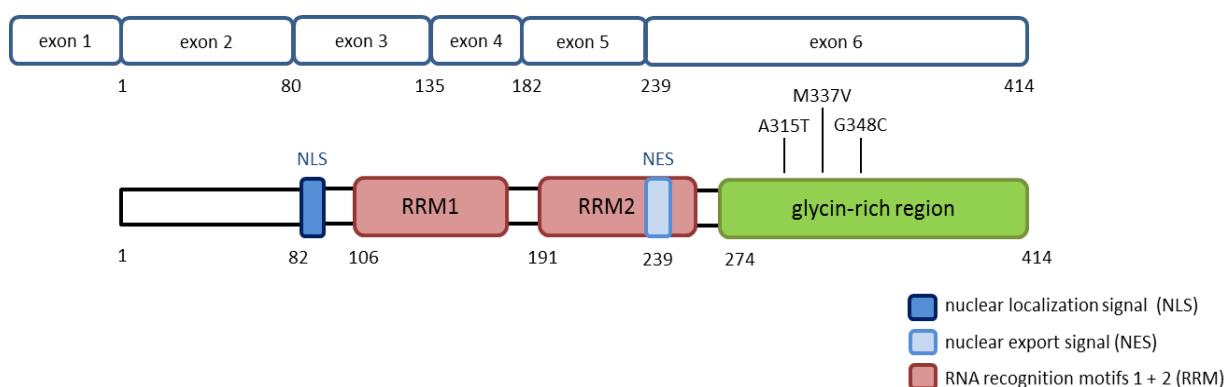 exon 1 exon 2 exon 3 exon 4 exon 5 exon 6
1 80 135 182 239 414
M337V
A315T G348C
NLS NES
RRM1 RRM2 glycin-rich region
1 82 106 191 239 274 414
nuclear localization signal (NLS)
nuclear export signal (NES)
RNA recognition motifs 1 + 2 (RRM)